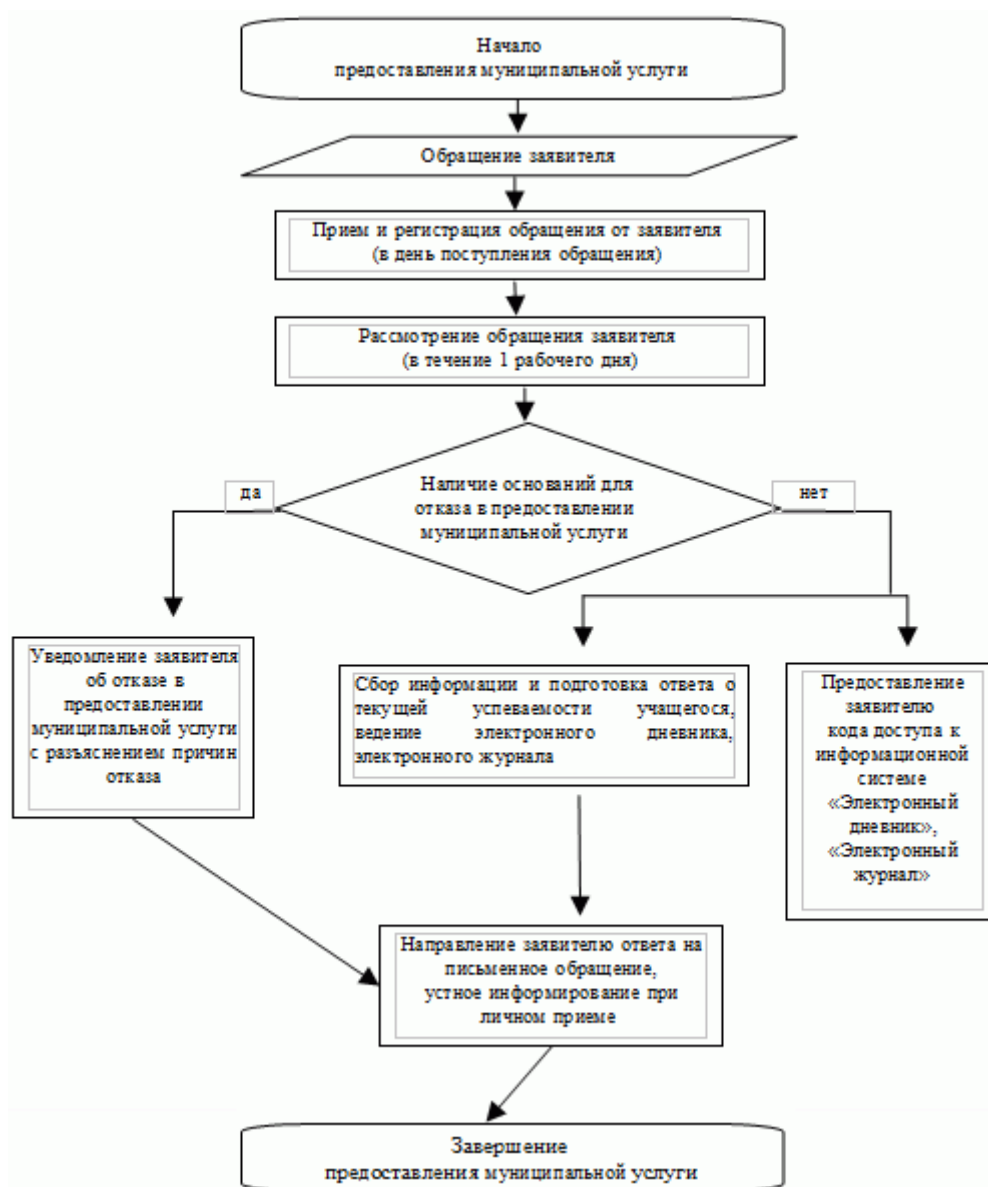 Начало
предоставления муниципальной услуги
Обращение заявителя
Прием и регистрация обращения от заявителя
(в день поступления обращения)
Рассмотрение обращения заявителя
(в течение 1 рабочего дня)
Наличие оснований для
отказа в предоставлении
муниципальной услуги
да
нет
Уведомление заявителя
об отказе в
предоставлении
муниципальной услуги
с разъяснением причин
отказа
Сбор информации и подготовка ответа о
текущей успеваемости учащегося,
ведение электронного дневника,
электронного журнала
Предоставление
заявителю
кода доступа к
информационной
системе
«Электронный
дневник»,
«Электронный
журнал»
Направление заявителю ответа на
письменное обращение,
устное информирование при
личном приеме
Завершение
предоставления муниципальной услуги